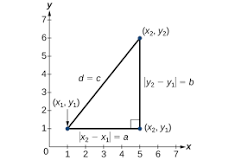 y
7
(x₂, y₂)
6
5
d = c
4
|y₂ − y₁| = b
3
(x₁, y₁)
2
1
(x₂, y₁)
|x₂ − x₁| = a
0
1 2 3 4 5 6 7 x